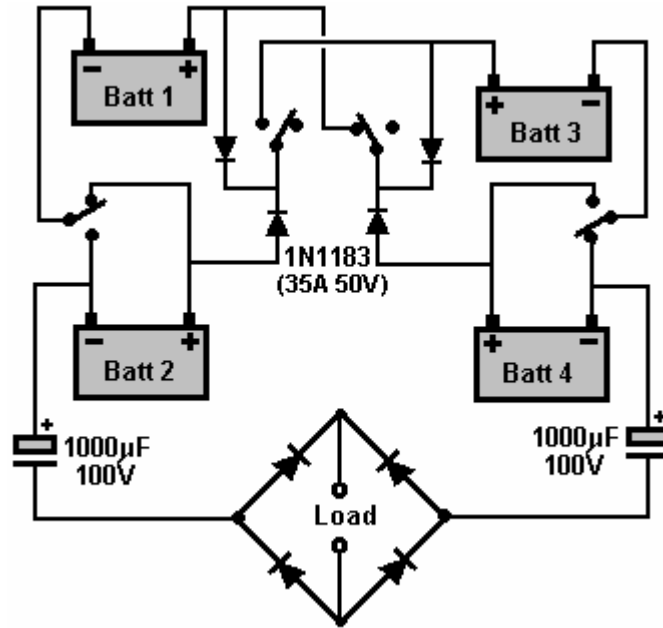 - +
Batt 1
+ -
Batt 3
1N1183
(35A 50V)
- +
Batt 2
+ -
Batt 4
+
1000µF
100V
+
1000µF
100V
Load